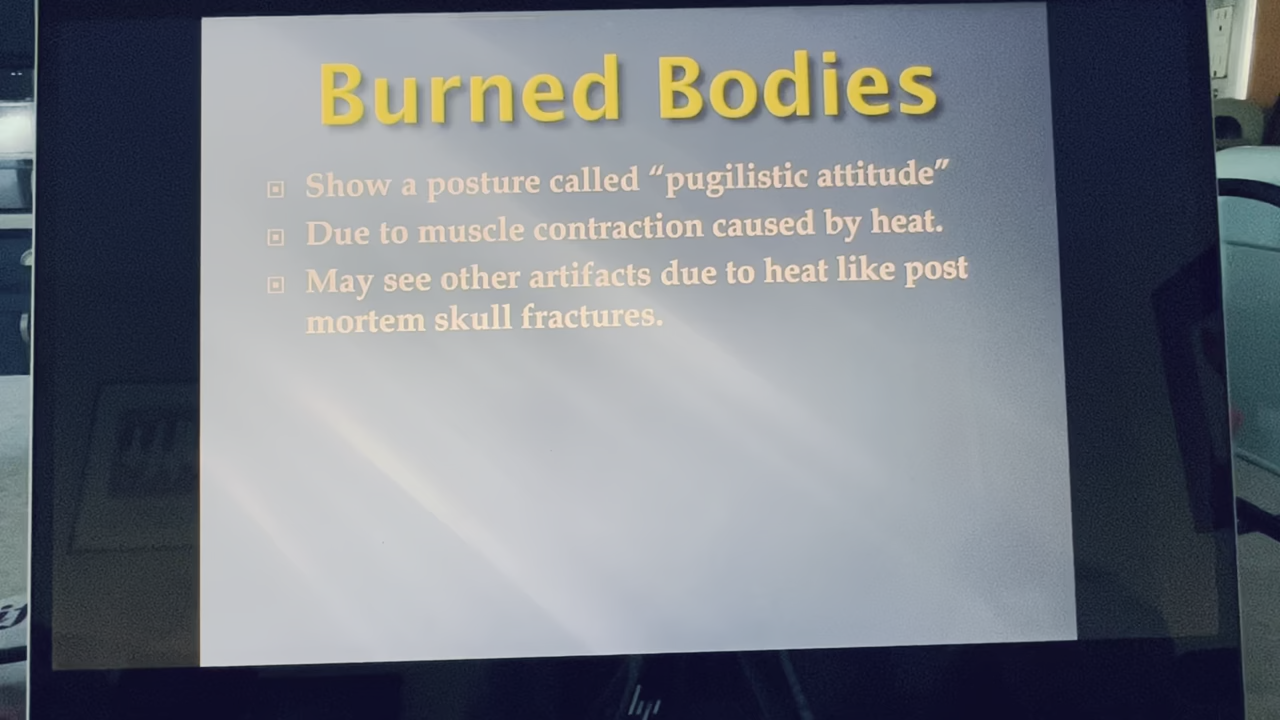 Burned Bodies
Show a posture called “pugilistic attitude”
Due to muscle contraction caused by heat.
May see other artifacts due to heat like post
mortem skull fractures.
hp